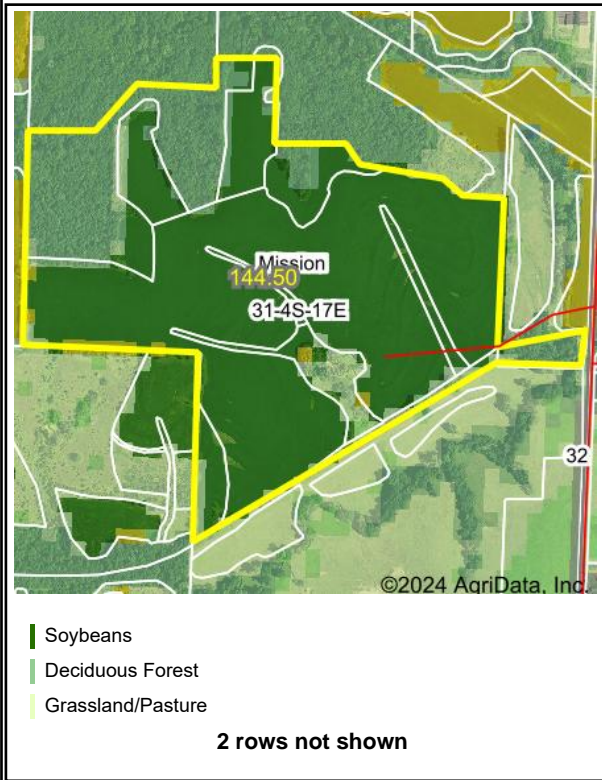 Mission
144.50
31-4S-17E
32
©2024 AgriData, Inc.
Soybeans
Deciduous Forest
Grassland/Pasture
2 rows not shown